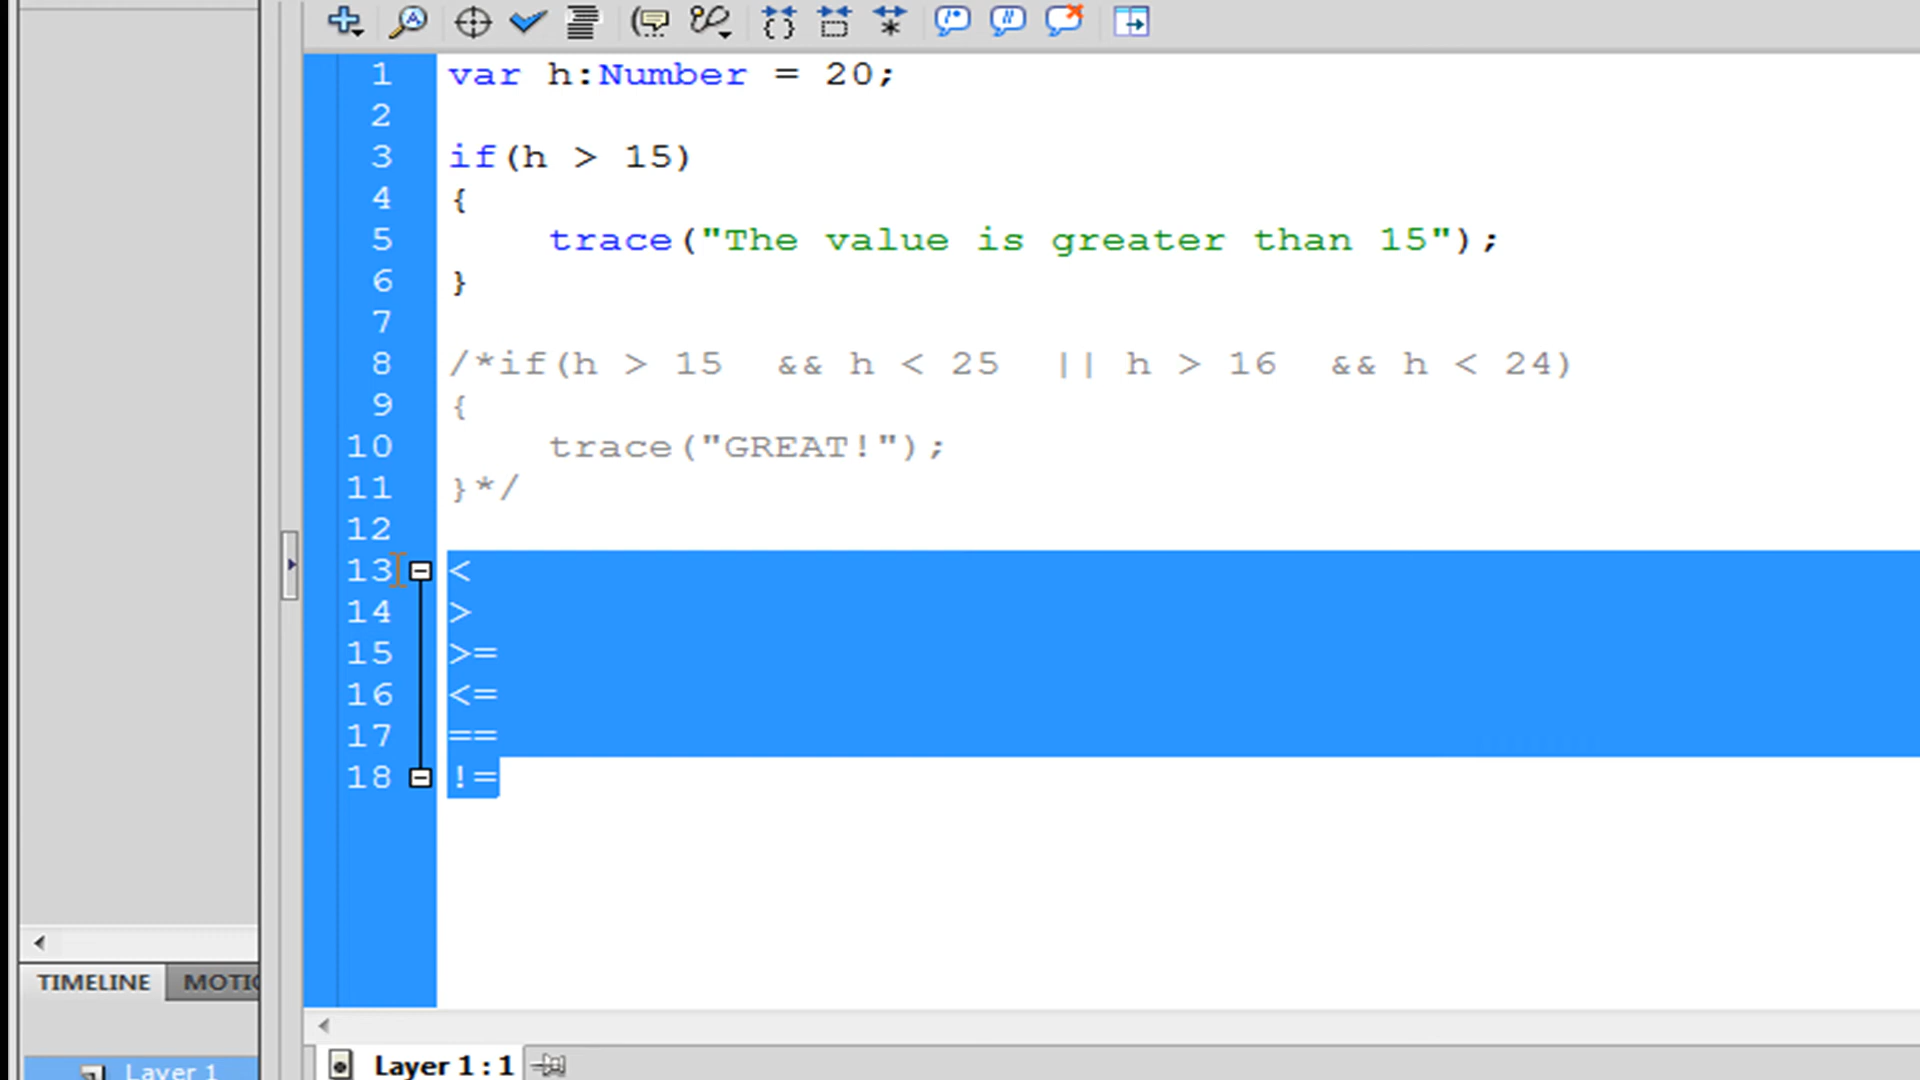 1 var h:Number = 20;
2
3 if(h > 15)
4 {
5 trace("The value is greater than 15");
6 }
7
8 /*if(h > 15 && h < 25 || h > 16 && h < 24)
9 {
10 trace("GREAT!");
11 }*/
12
13 <
14 >
15 >=
16 <=
17 ==
18 !=
TIMELINE
Layer 1
Layer 1 : 1